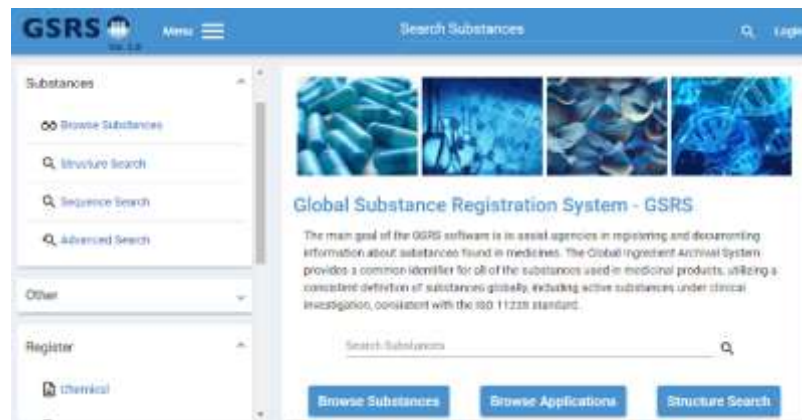 GSRS
Menu
Search Substances
Login
Substances
Browse Substances
Structure Search
Sequence Search
Advanced Search
Other
Register
Chemical
Global Substance Registration System - GSRS
The main goal of the GSRS software is to assist agencies in registering and documenting
information about substances found in medicines. The Global Ingredient Archival System
provides a common identifier for all of the substances used in medicinal products, utilizing a
consistent definition of substances globally, including active substances under clinical
investigation, consistent with the ISO 11238 standard.
Search Substances
Browse Substances
Browse Applications
Structure Search